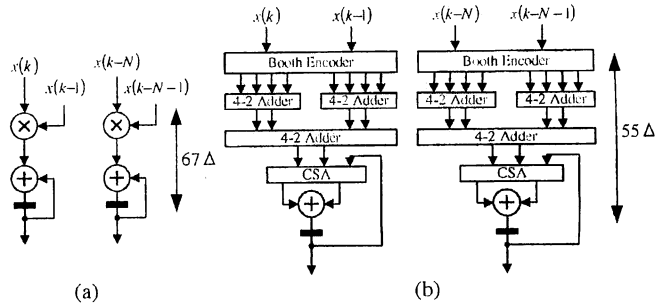 x(k)
x(k-1)
x(k-N)
x(k-N-1)
67 Δ
(a)
x(k)
x(k-1)
Booth Encoder
4-2 Adder
4-2 Adder
4-2 Adder
CSA
x(k-N)
x(k-N-1)
Booth Encoder
4-2 Adder
4-2 Adder
4-2 Adder
CSA
55 Δ
(b)